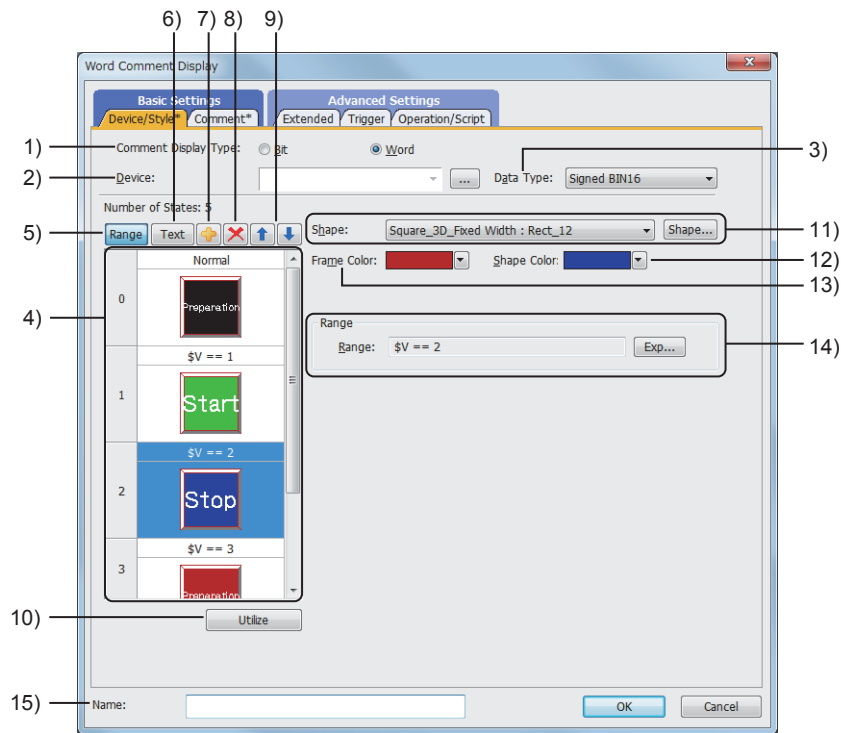 6) 7) 8) 9)
Word Comment Display
Basic Settings Advanced Settings
Device/Style* Comment* Extended Trigger Operation/Script
1) Comment Display Type: Bit Word 3)
2) Device: ... Data Type: Signed BIN16
Number of States: 5
5) Range Text Shape: Square_3D_Fixed Width : Rect_12 Shape... 11)
Normal Frame Color: Shape Color: 12)
13)
4) 0 Preparation
Range
Range: $V == 2 Exp... 14)
$V == 1
1 Start
$V == 2
2 Stop
$V == 3
3 Preparation
10) Utilize
15) Name: OK Cancel